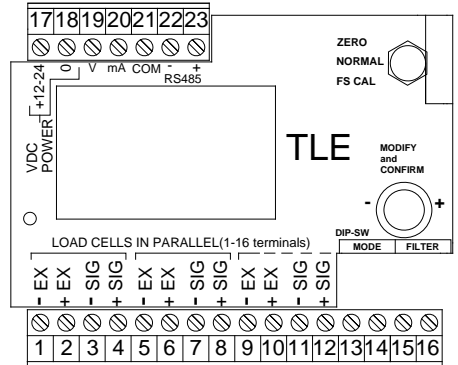 17 18 19 20 21 22 23
+12-24 0 V mA COM - +
RS485
VDC
POWER
ZERO
NORMAL
FS CAL
TLE
MODIFY
and
CONFIRM
- +
DIP-SW
MODE FILTER
LOAD CELLS IN PARALLEL(1-16 terminals)
- EX + EX - SIG + SIG - EX + EX - SIG + SIG - EX + EX - SIG + SIG
1 2 3 4 5 6 7 8 9 10 11 12 13 14 15 16